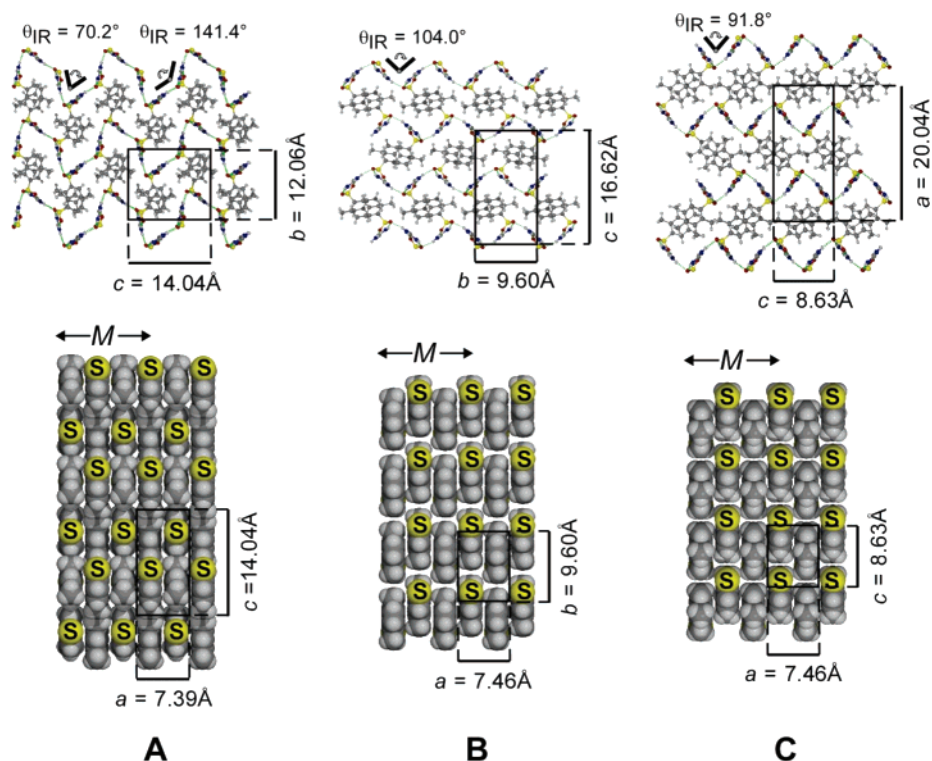 θIR = 70.2°
θIR = 141.4°
b = 12.06Å
c = 14.04Å
θIR = 104.0°
c = 16.62Å
b = 9.60Å
θIR = 91.8°
a = 20.04Å
c = 8.63Å
M
S S S
S S S
S S S
S S S
S S S
S S S
c =14.04Å
a = 7.39Å
A
M
S S S
S S S
S S S
S S S
b = 9.60Å
a = 7.46Å
B
M
S S S
S S S
S S S
S S S
c = 8.63Å
a = 7.46Å
C